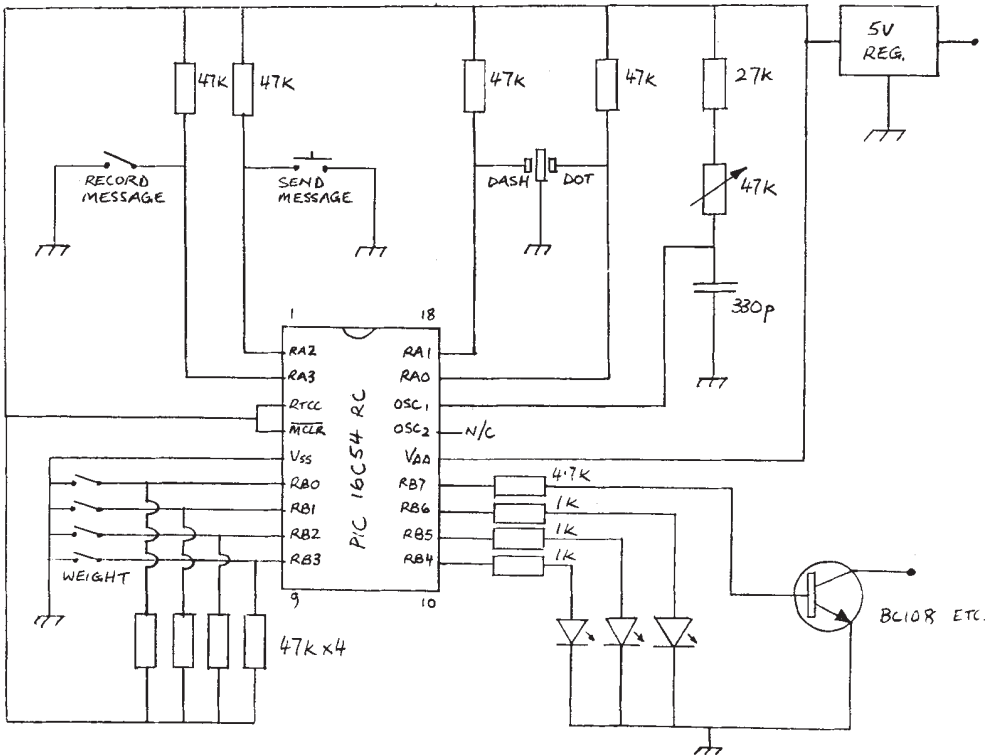 5V
REG.
47K
47K
47K
47K
27K
RECORD
MESSAGE
SEND
MESSAGE
DASH
DOT
47K
330p
1
18
RA2
RA3
RTCC
MCLR
VSS
RB0
RB1
RB2
RB3
PIC 16C54 RC
RA1
RA0
OSC1
OSC2
N/C
VDD
RB7
RB6
RB5
RB4
9
10
4.7K
1K
1K
1K
WEIGHT
47K x4
BC108 ETC.